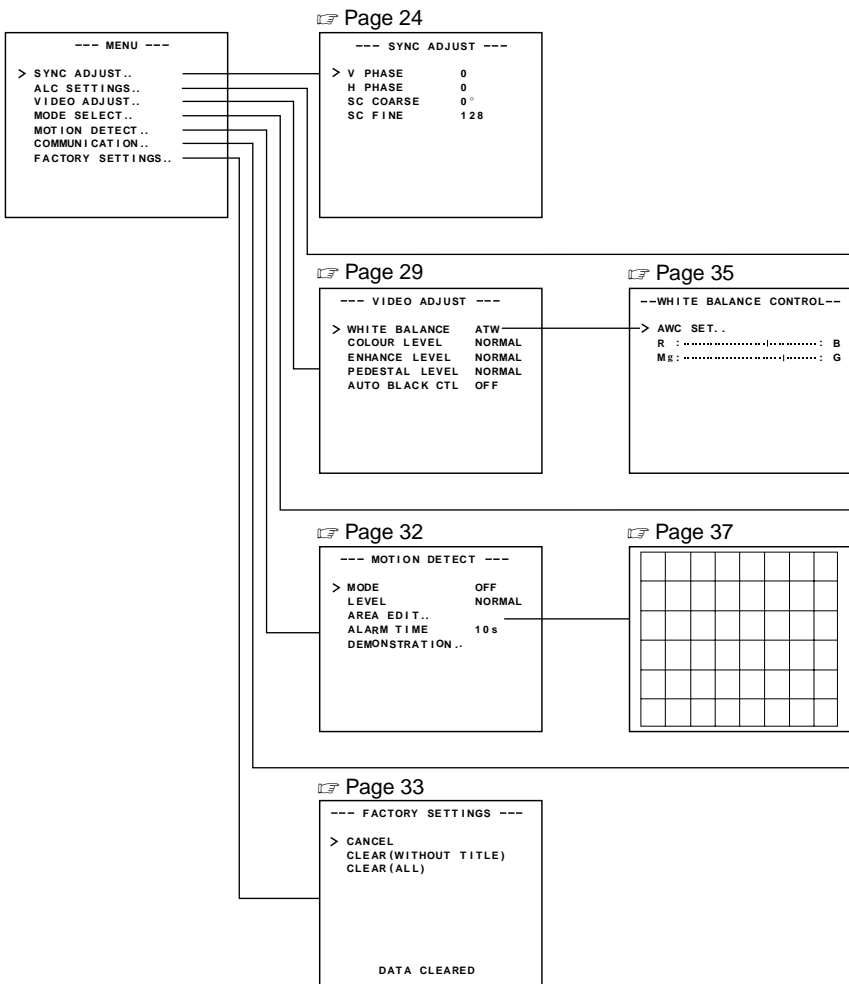 ☞ Page 24
--- MENU ---
> SYNC ADJUST..
ALC SETTINGS..
VIDEO ADJUST..
MODE SELECT..
MOTION DETECT..
COMMUNICATION..
FACTORY SETTINGS..
--- SYNC ADJUST ---
> V PHASE 0
H PHASE 0
SC COARSE 0°
SC FINE 128
☞ Page 29
--- VIDEO ADJUST ---
> WHITE BALANCE ATW
COLOUR LEVEL NORMAL
ENHANCE LEVEL NORMAL
PEDESTAL LEVEL NORMAL
AUTO BLACK CTL OFF
☞ Page 35
--WHITE BALANCE CONTROL--
> AWC SET..
R : : B
Mg: : G
☞ Page 32
--- MOTION DETECT ---
> MODE OFF
LEVEL NORMAL
AREA EDIT..
ALARM TIME 10s
DEMONSTRATION..
☞ Page 37
☞ Page 33
--- FACTORY SETTINGS ---
> CANCEL
CLEAR(WITHOUT TITLE)
CLEAR(ALL)
DATA CLEARED